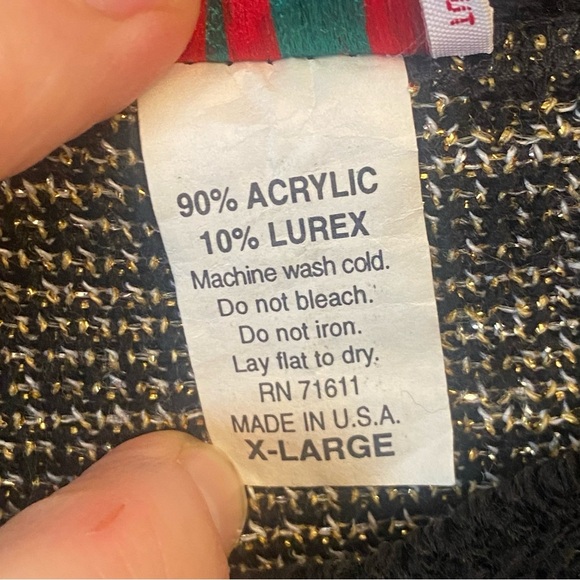 90% ACRYLIC
10% LUREX
Machine wash cold.
Do not bleach.
Do not iron.
Lay flat to dry.
RN 71611
MADE IN U.S.A.
X-LARGE